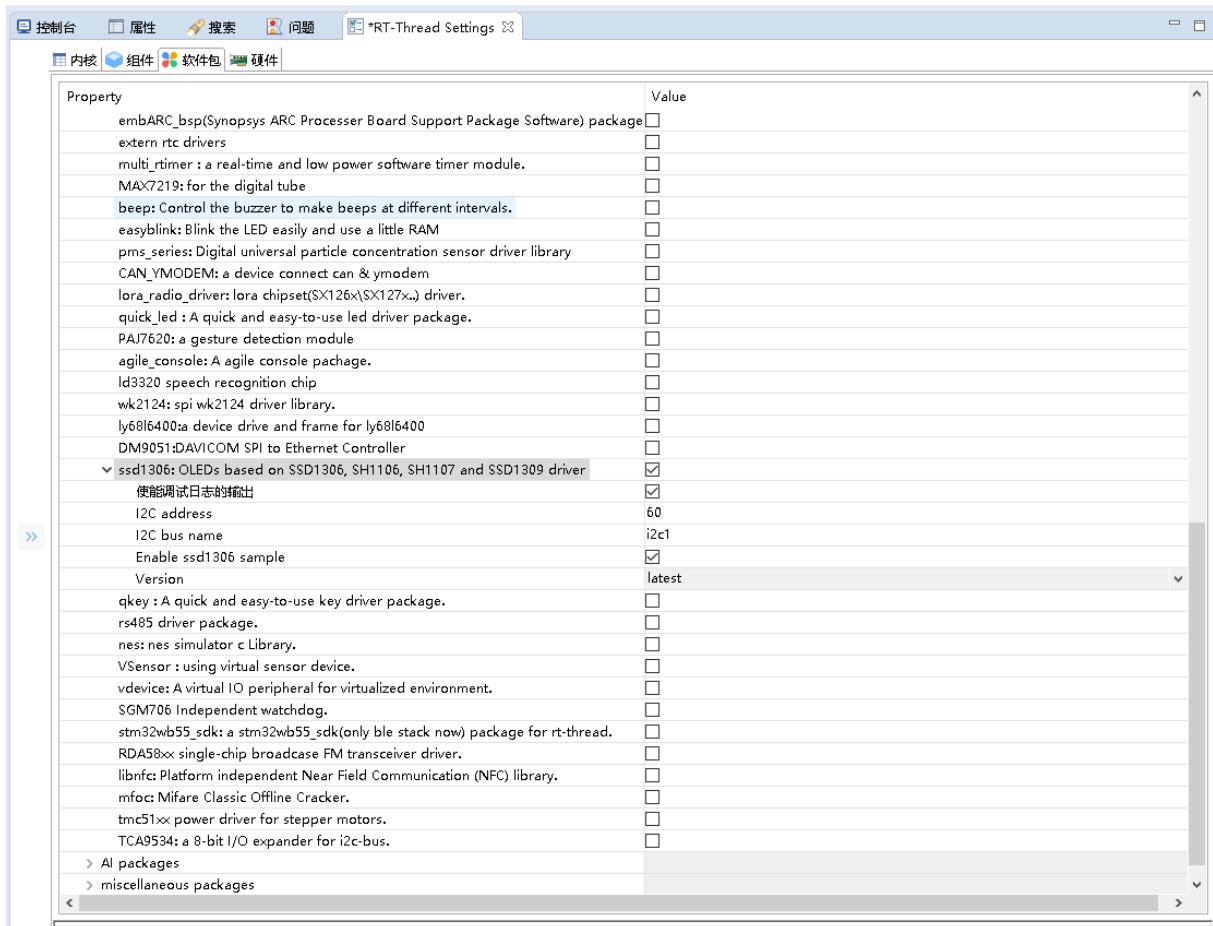 控制台 属性 搜索 问题 *RT-Thread Settings
内核 组件 软件包 硬件
Property Value
embARC_bsp(Synopsys ARC Processer Board Support Package Software) package
extern rtc drivers
multi_rtimer : a real-time and low power software timer module.
MAX7219: for the digital tube
beep: Control the buzzer to make beeps at different intervals.
easyblink: Blink the LED easily and use a little RAM
pms_series: Digital universal particle concentration sensor driver library
CAN_YMODEM: a device connect can & ymodem
lora_radio_driver: lora chipset(SX126x\SX127x..) driver.
quick_led : A quick and easy-to-use led driver package.
PAJ7620: a gesture detection module
agile_console: A agile console pachage.
ld3320 speech recognition chip
wk2124: spi wk2124 driver library.
ly68l6400:a device drive and frame for ly68l6400
DM9051:DAVICOM SPI to Ethernet Controller
ssd1306: OLEDs based on SSD1306, SH1106, SH1107 and SSD1309 driver
使能调试日志的输出
I2C address 60
I2C bus name i2c1
Enable ssd1306 sample
Version latest
qkey : A quick and easy-to-use key driver package.
rs485 driver package.
nes: nes simulator c Library.
VSensor : using virtual sensor device.
vdevice: A virtual IO peripheral for virtualized environment.
SGM706 Independent watchdog.
stm32wb55_sdk: a stm32wb55_sdk(only ble stack now) package for rt-thread.
RDA58xx single-chip broadcase FM transceiver driver.
libnfc: Platform independent Near Field Communication (NFC) library.
mfoc: Mifare Classic Offline Cracker.
tmc51xx power driver for stepper motors.
TCA9534: a 8-bit I/O expander for i2c-bus.
AI packages
miscellaneous packages